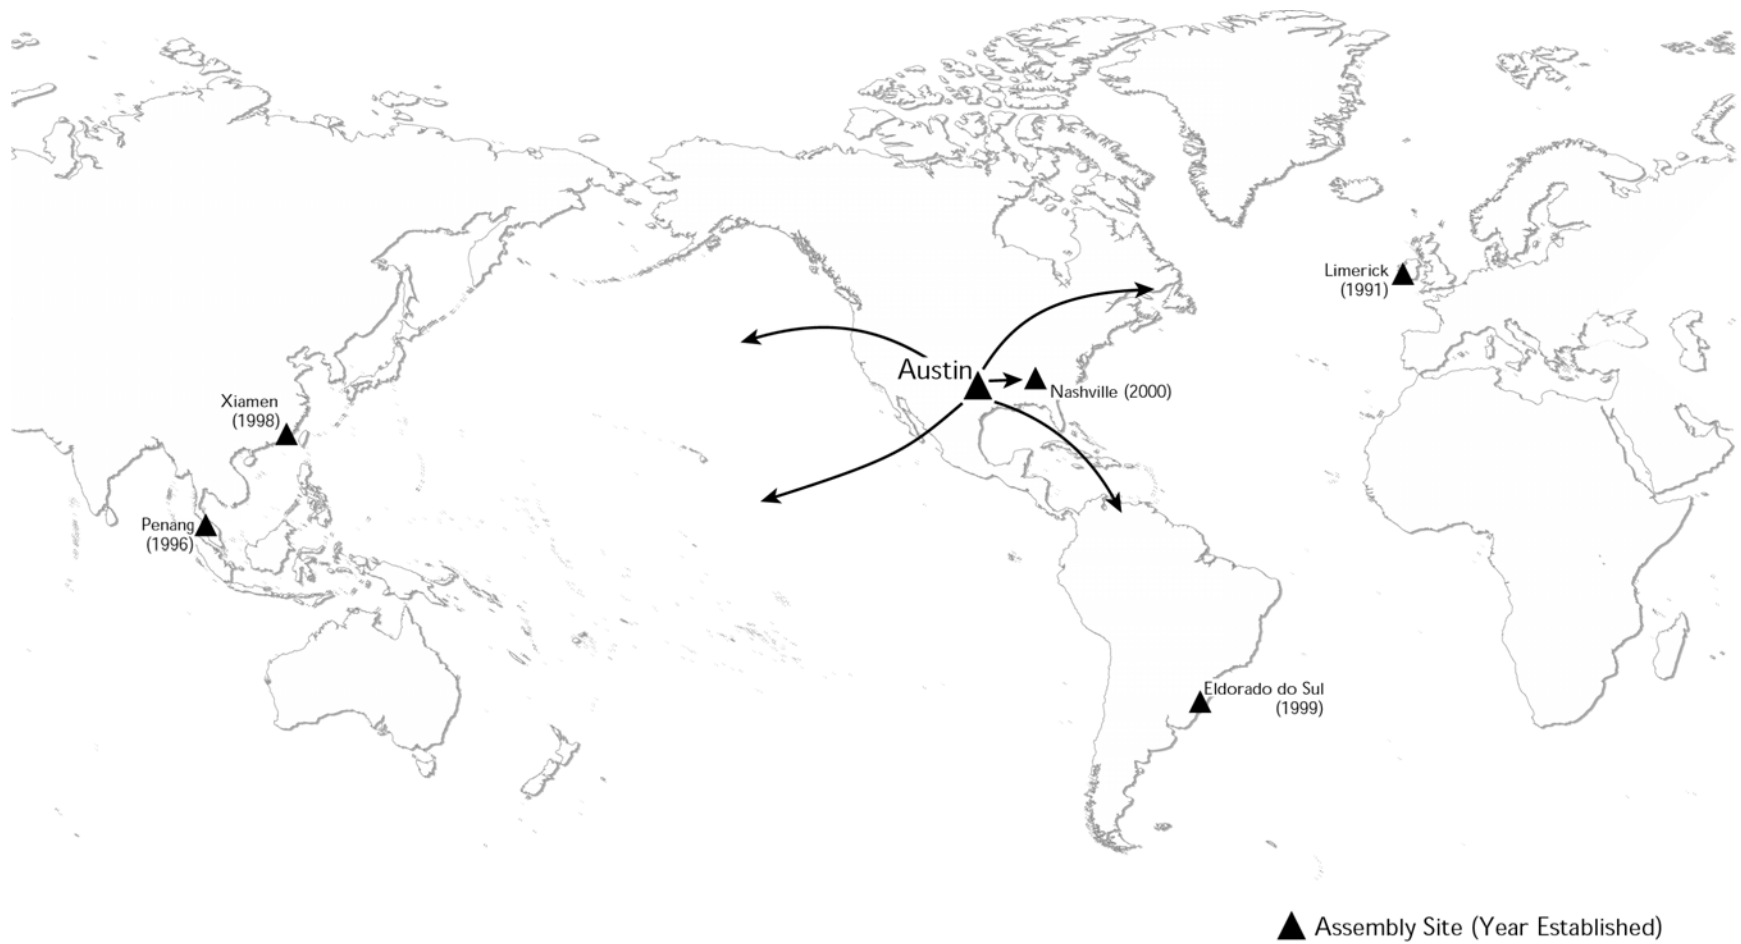 Limerick
(1991)
Austin
Nashville (2000)
Xiamen
(1998)
Penang
(1996)
Eldorado do Sul
(1999)
Assembly Site (Year Established)